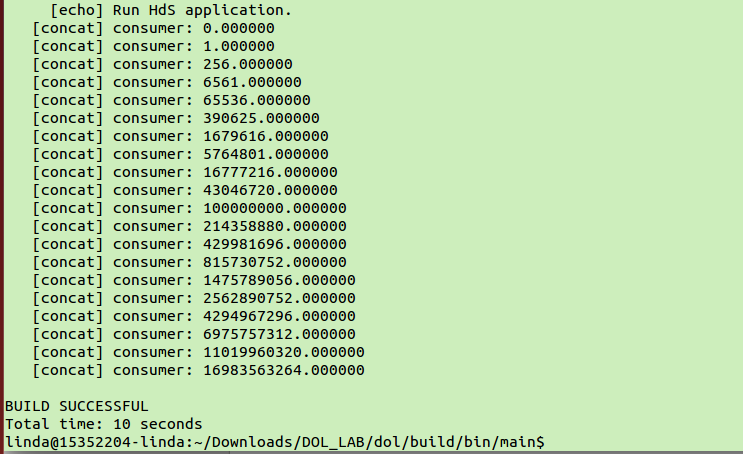 [echo] Run HdS application.
[concat] consumer: 0.000000
[concat] consumer: 1.000000
[concat] consumer: 256.000000
[concat] consumer: 6561.000000
[concat] consumer: 65536.000000
[concat] consumer: 390625.000000
[concat] consumer: 1679616.000000
[concat] consumer: 5764801.000000
[concat] consumer: 16777216.000000
[concat] consumer: 43046720.000000
[concat] consumer: 100000000.000000
[concat] consumer: 214358880.000000
[concat] consumer: 429981696.000000
[concat] consumer: 815730752.000000
[concat] consumer: 1475789056.000000
[concat] consumer: 2562890752.000000
[concat] consumer: 4294967296.000000
[concat] consumer: 6975757312.000000
[concat] consumer: 11019960320.000000
[concat] consumer: 16983563264.000000
BUILD SUCCESSFUL
Total time: 10 seconds
linda@15352204-linda:~/Downloads/DOL_LAB/dol/build/bin/main$